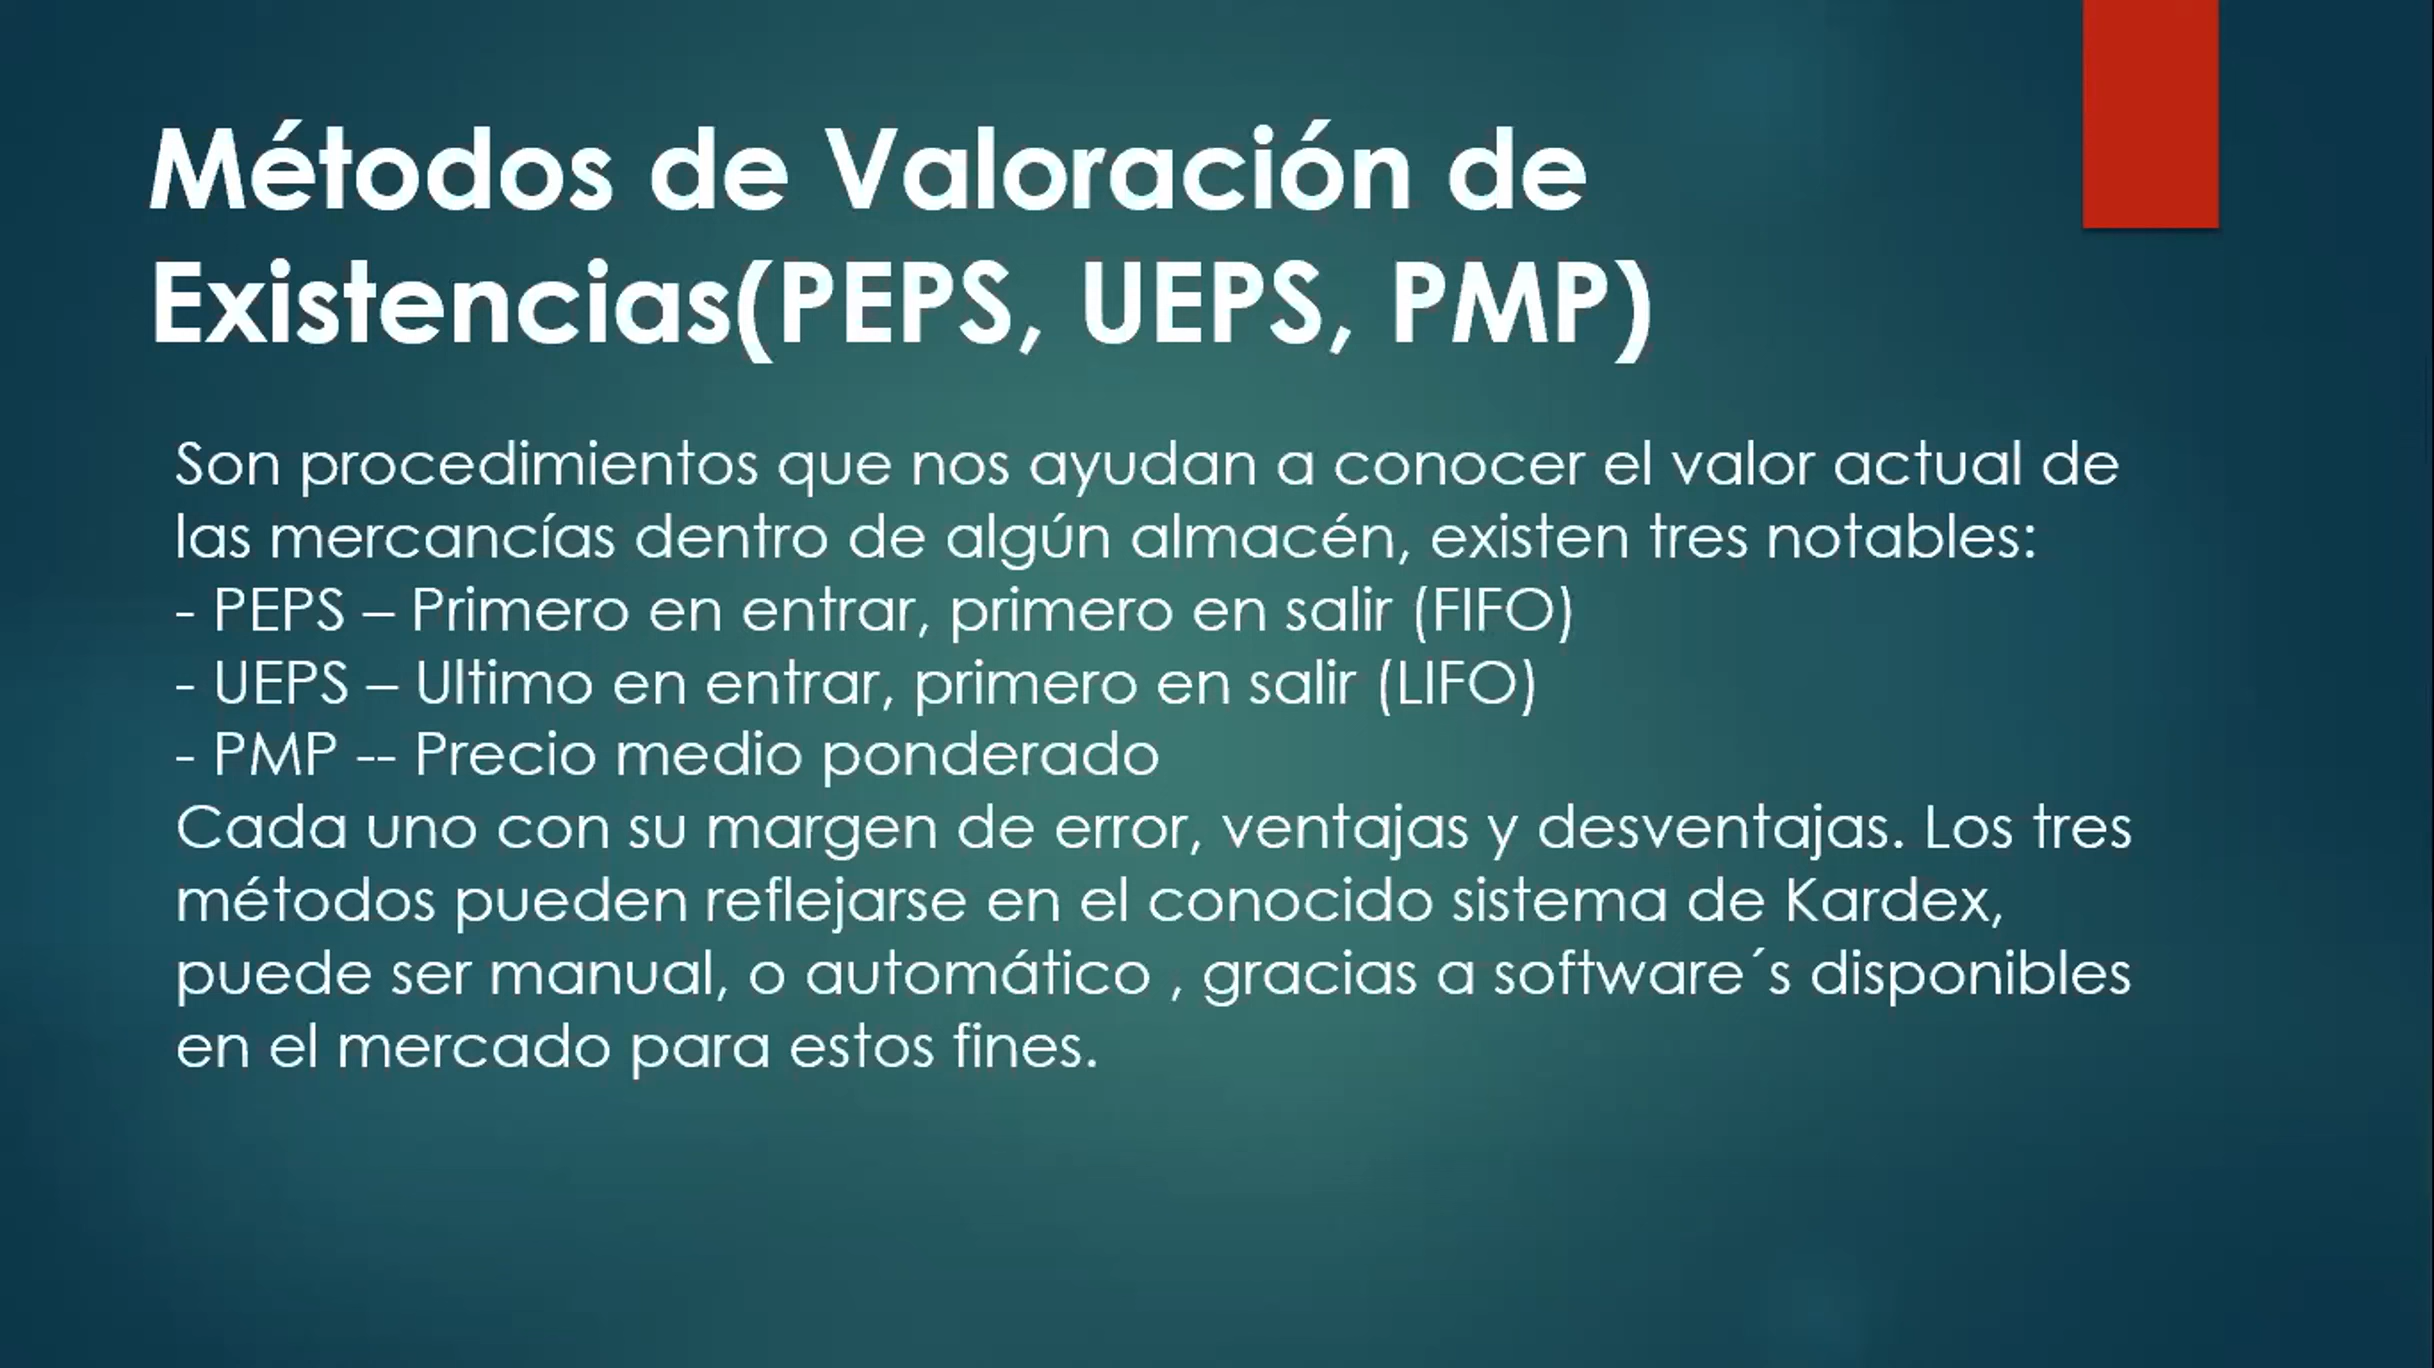 Métodos de Valoración de
Existencias(PEPS, UEPS, PMP)
Son procedimientos que nos ayudan a conocer el valor actual de
las mercancías dentro de algún almacén, existen tres notables:
- PEPS – Primero en entrar, primero en salir (FIFO)
- UEPS – Ultimo en entrar, primero en salir (LIFO)
- PMP -- Precio medio ponderado
Cada uno con su margen de error, ventajas y desventajas. Los tres
métodos pueden reflejarse en el conocido sistema de Kardex,
puede ser manual, o automático , gracias a software´s disponibles
en el mercado para estos fines.